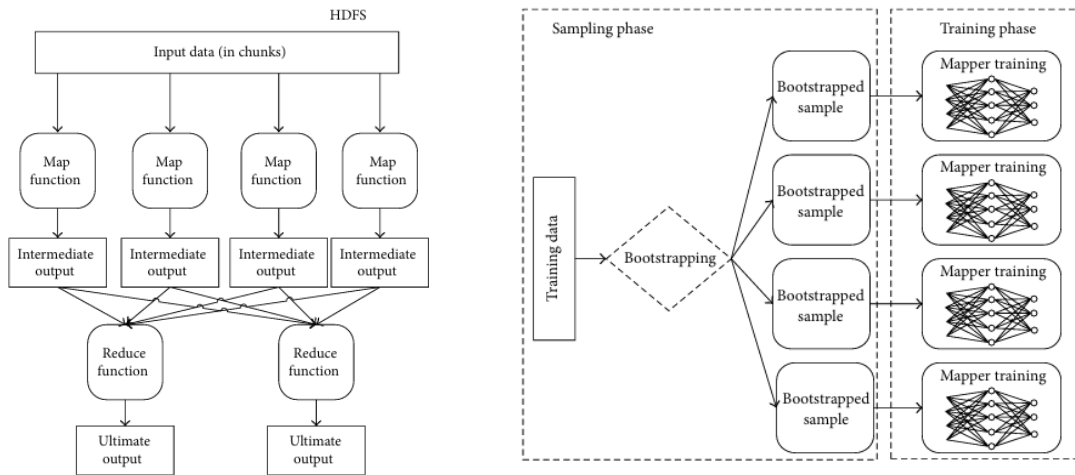 HDFS
Input data (in chunks)
Map
function
Map
function
Map
function
Map
function
Intermediate
output
Intermediate
output
Intermediate
output
Intermediate
output
Reduce
function
Reduce
function
Ultimate
output
Ultimate
output
Sampling phase
Training data
Bootstrapping
Bootstrapped
sample
Bootstrapped
sample
Bootstrapped
sample
Bootstrapped
sample
Training phase
Mapper training
Mapper training
Mapper training
Mapper training